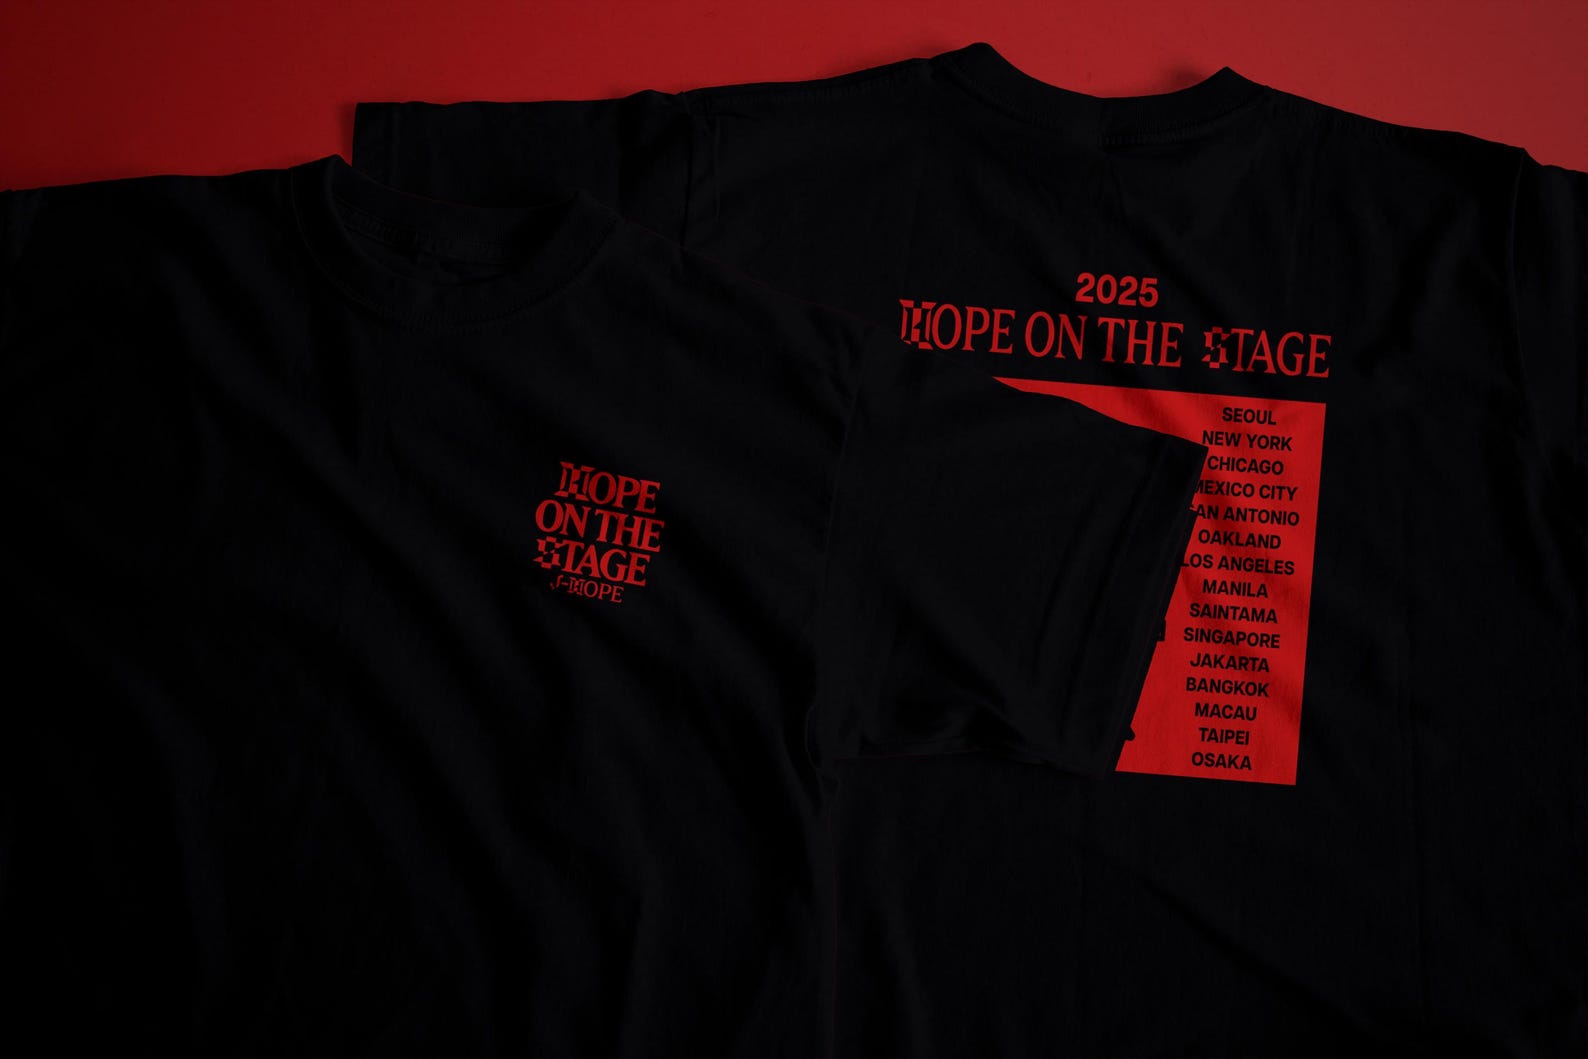 HOPE
ON THE
STAGE
J-HOPE
2025
HOPE ON THE STAGE
SEOUL
NEW YORK
CHICAGO
MEXICO CITY
AN ANTONIO
OAKLAND
LOS ANGELES
MANILA
SAINTAMA
SINGAPORE
JAKARTA
BANGKOK
MACAU
TAIPEI
OSAKA